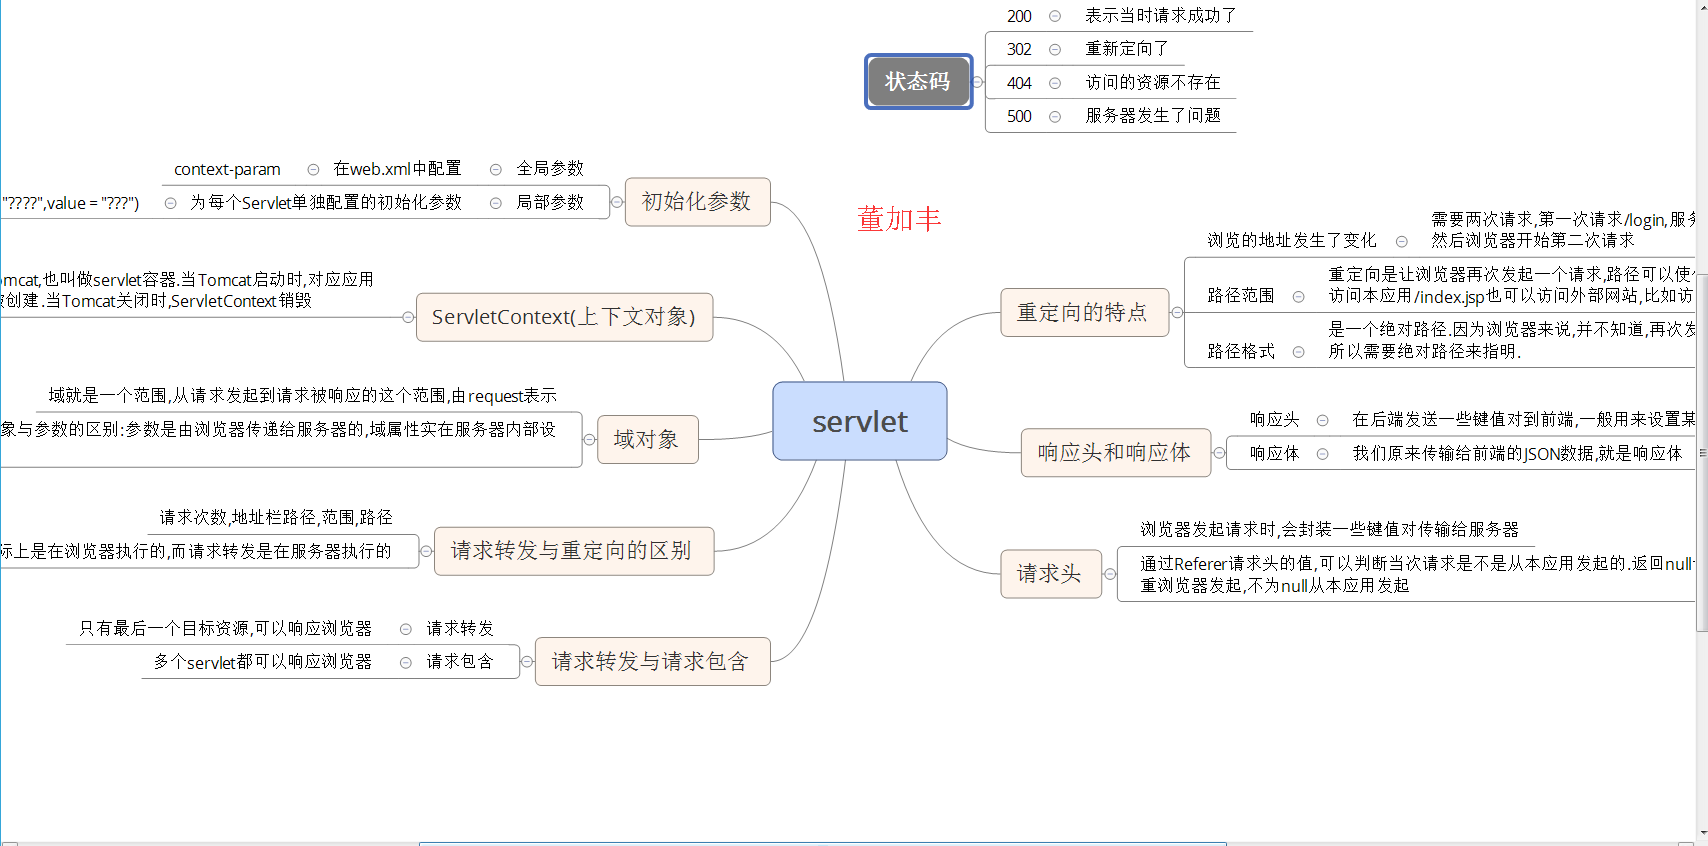 200 表示当时请求成功了
302 重新定向了
状态码
404 访问的资源不存在
500 服务器发生了问题
context-param 在web.xml中配置 全局参数
"????",value = "???") 为每个Servlet单独配置的初始化参数 局部参数
初始化参数
董加丰
omcat,也叫做servlet容器.当Tomcat启动时,对应应用
创建.当Tomcat关闭时,ServletContext销毁
ServletContext(上下文对象)
域就是一个范围,从请求发起到请求被响应的这个范围,由request表示
象与参数的区别:参数是由浏览器传递给服务器的,域属性实在服务器内部设
域对象
请求次数,地址栏路径,范围,路径
际上是在浏览器执行的,而请求转发是在服务器执行的
请求转发与重定向的区别
只有最后一个目标资源,可以响应浏览器 请求转发
多个servlet都可以响应浏览器 请求包含
请求转发与请求包含
servlet
需要两次请求,第一次请求/login,服务
浏览的地址发生了变化
然后浏览器开始第二次请求
重定向是让浏览器再次发起一个请求,路径可以使
路径范围
访问本应用/index.jsp也可以访问外部网站,比如访
重定向的特点
是一个绝对路径.因为浏览器来说,并不知道,再次发
路径格式
所以需要绝对路径来指明.
响应头 在后端发送一些键值对到前端,一般用来设置某
响应头和响应体
响应体 我们原来传输给前端的JSON数据,就是响应体
浏览器发起请求时,会封装一些键值对传输给服务器
请求头
通过Referer请求头的值,可以判断当次请求是不是从本应用发起的.返回null
重浏览器发起,不为null从本应用发起